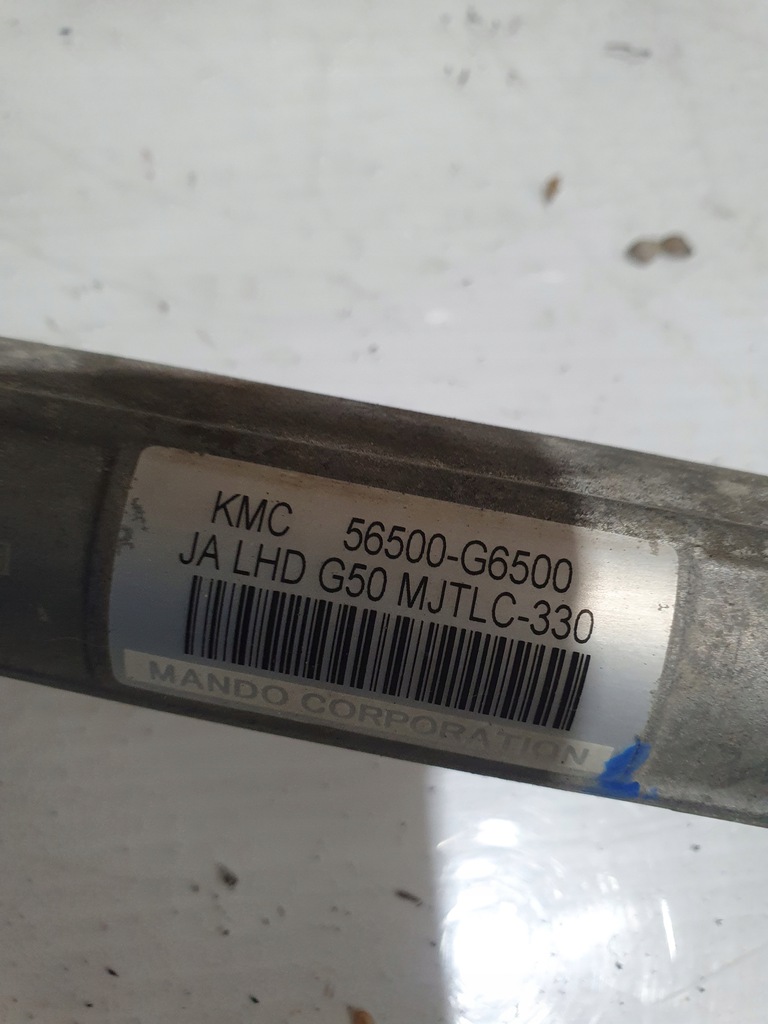 KMC 56500-G6500
JA LHD G50 MJTLC-330
MANDO CORPORATION